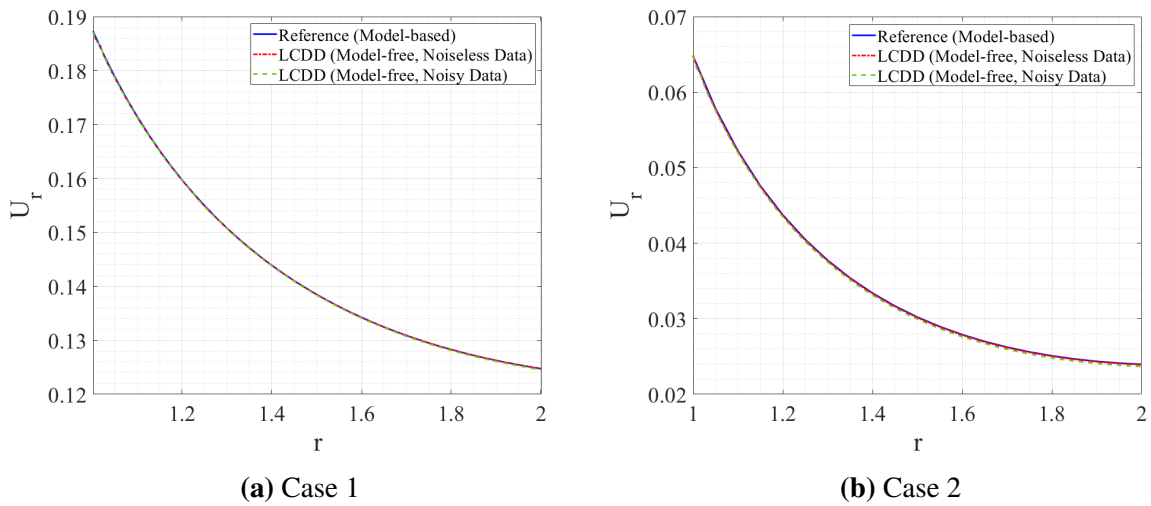 0.19
0.18
0.17
0.16
0.15
0.14
0.13
0.12
U_r
1.2
1.4
1.6
1.8
2
r
Reference (Model-based)
LCDD (Model-free, Noiseless Data)
LCDD (Model-free, Noisy Data)
(a) Case 1
0.07
0.06
0.05
0.04
0.03
0.02
U_r
1
1.2
1.4
1.6
1.8
2
r
Reference (Model-based)
LCDD (Model-free, Noiseless Data)
LCDD (Model-free, Noisy Data)
(b) Case 2